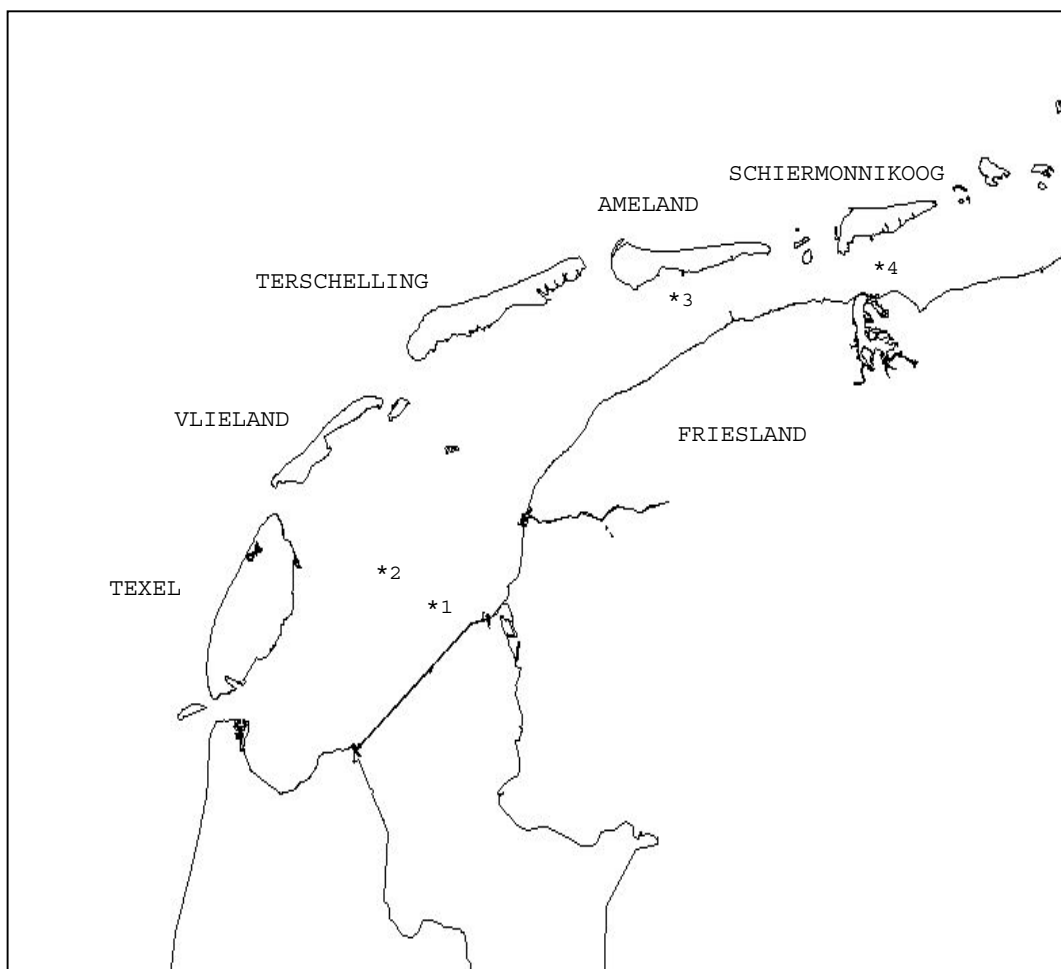 SCHIERMONNIKOOG
AMELAND
TERSCHELLING
*4
*3
VLIELAND
FRIESLAND
*2
TEXEL
*1